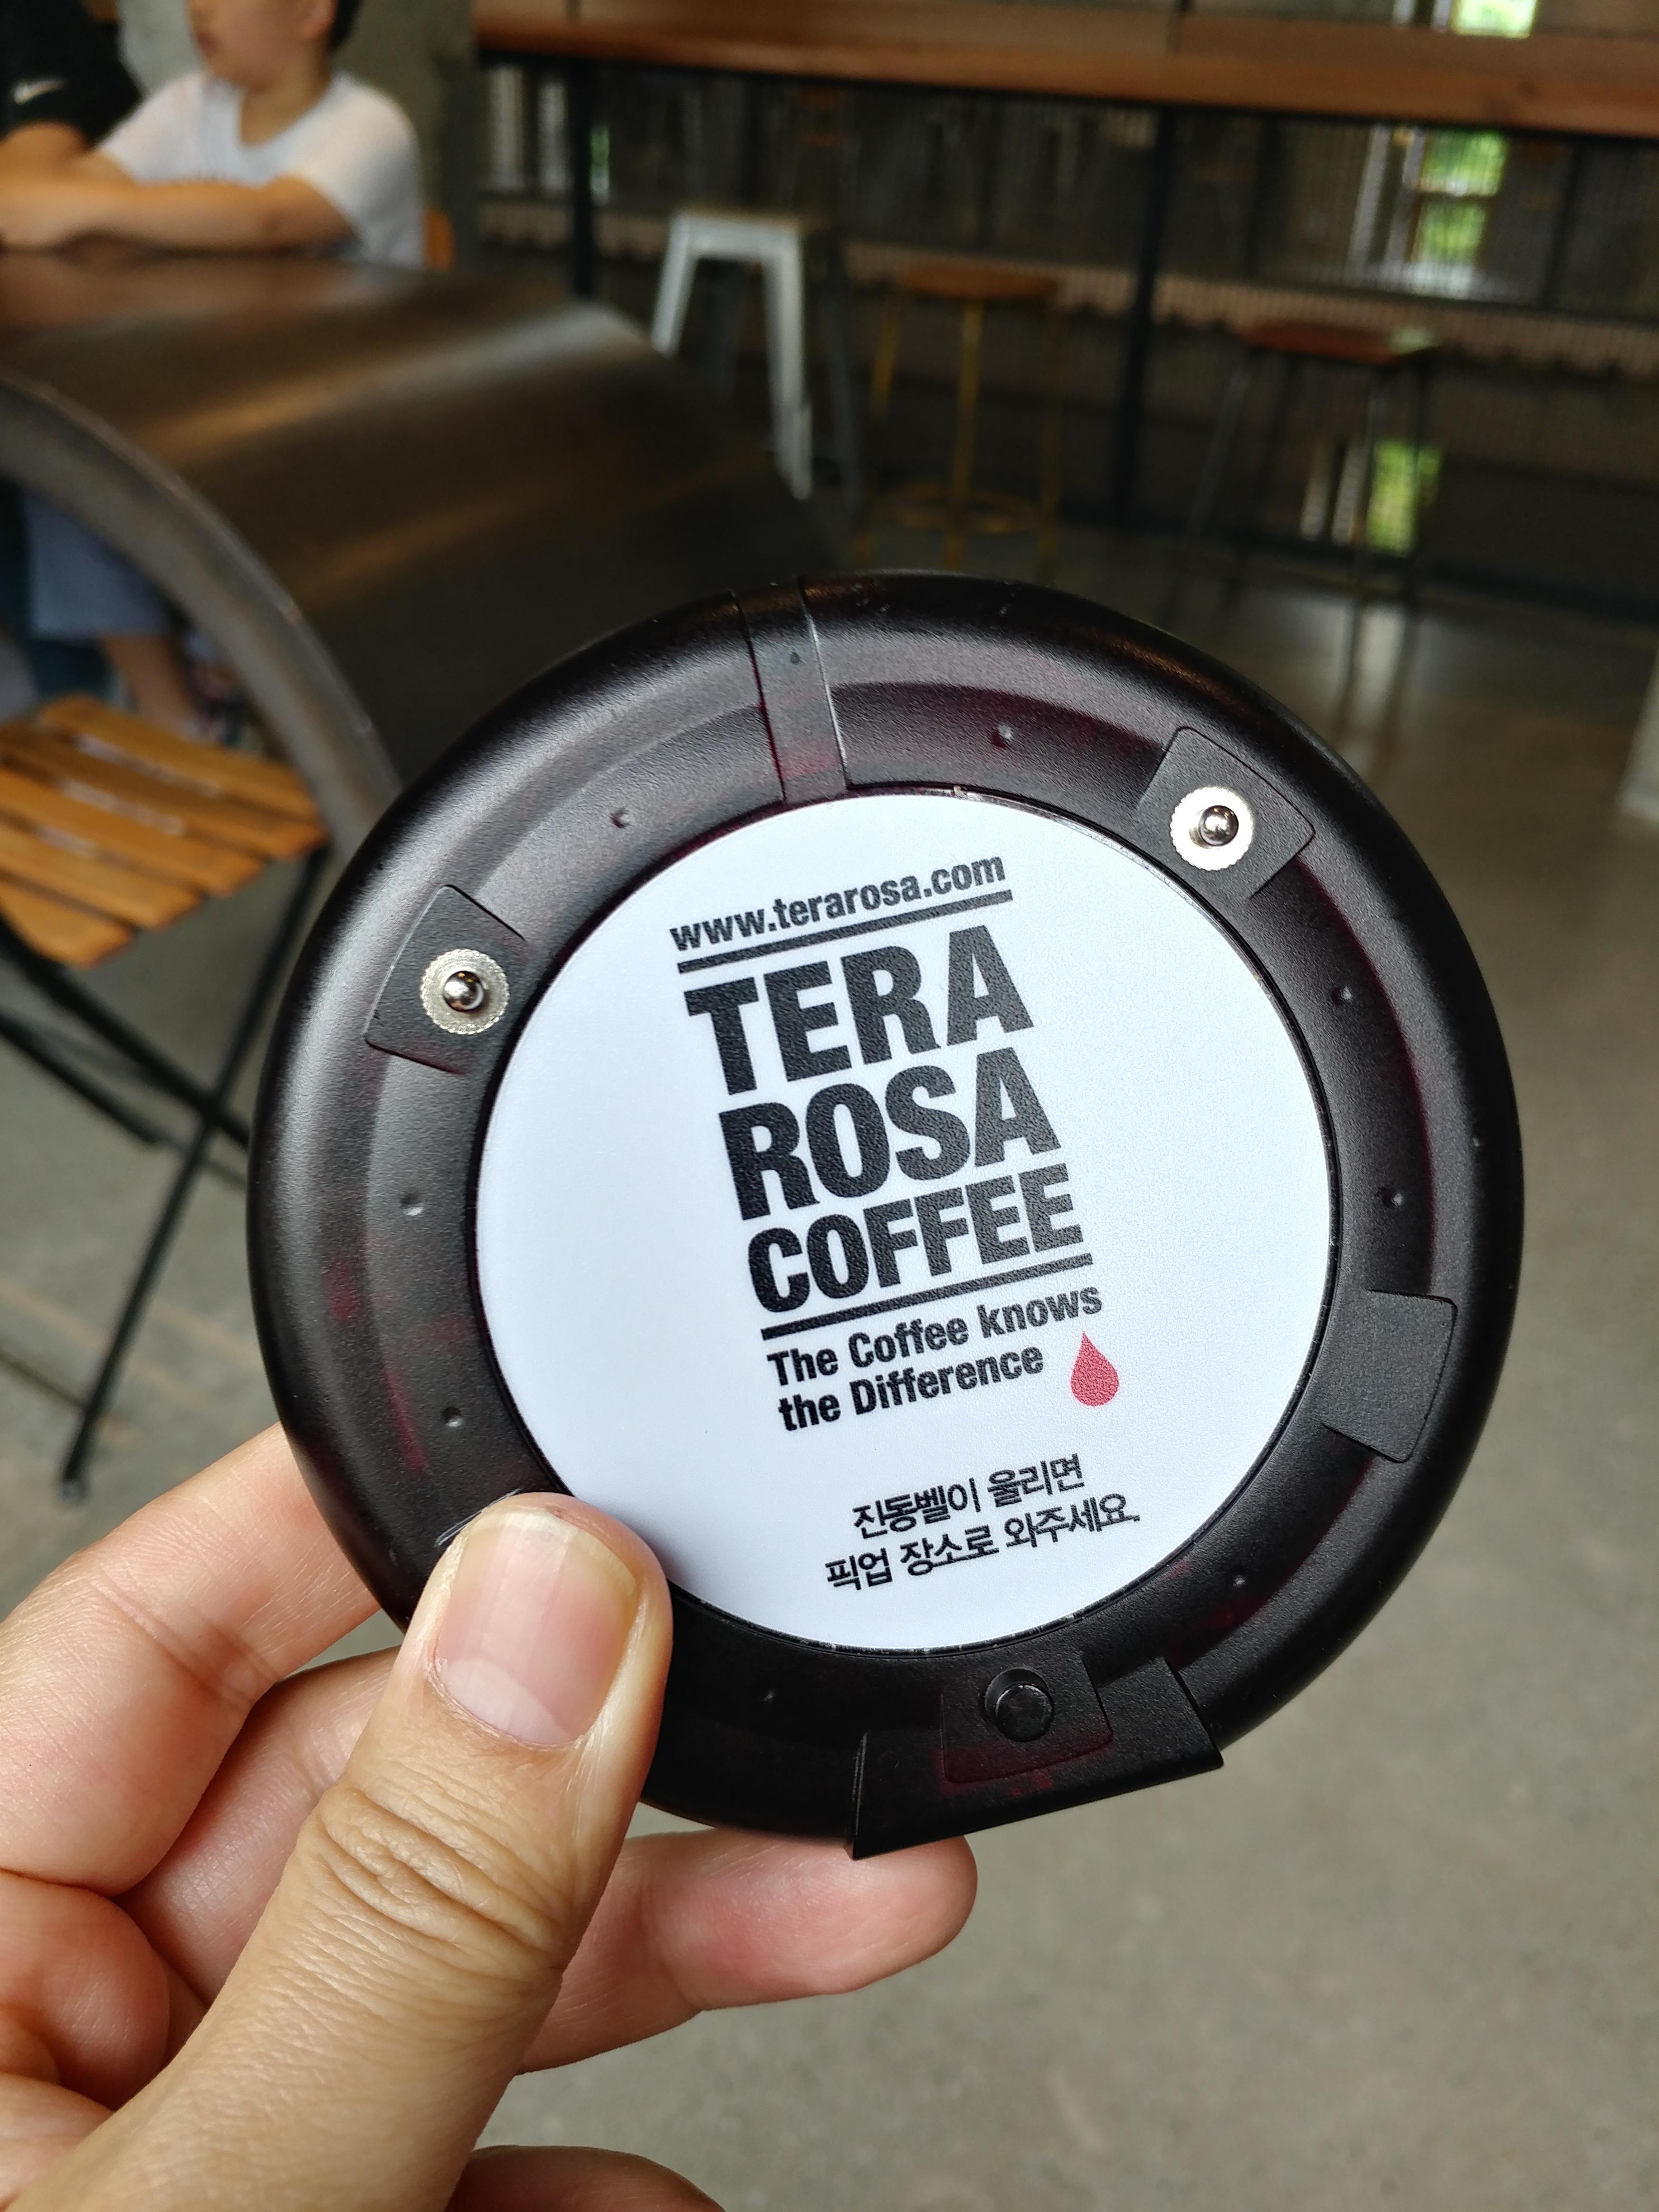 www.terarosa.com
TERA
ROSA
COFFEE
The Coffee knows
the Difference
진동벨이 울리면
픽업 장소로 와주세요.